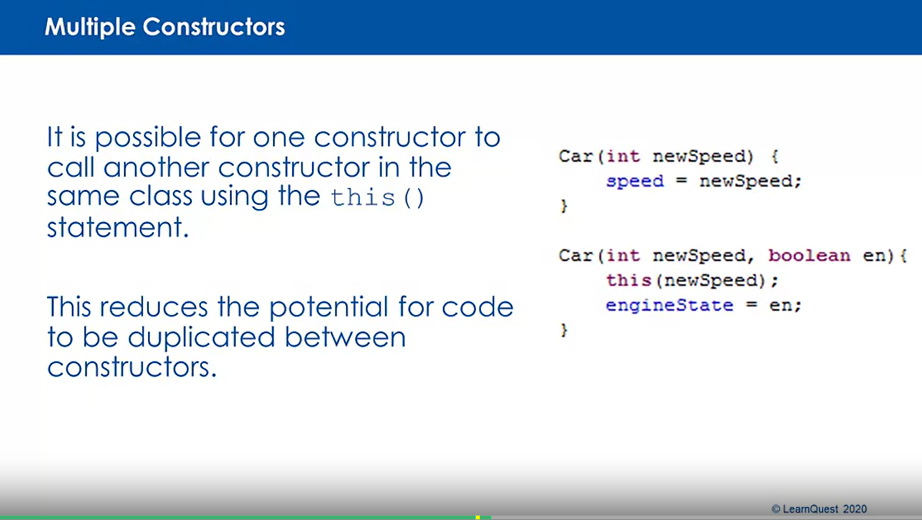 Multiple Constructors
It is possible for one constructor to
call another constructor in the
same class using the this()
statement.
This reduces the potential for code
to be duplicated between
constructors.
Car(int newSpeed) {
speed = newSpeed;
}
Car(int newSpeed, boolean en){
this(newSpeed);
engineState = en;
}
© LearnQuest 2020